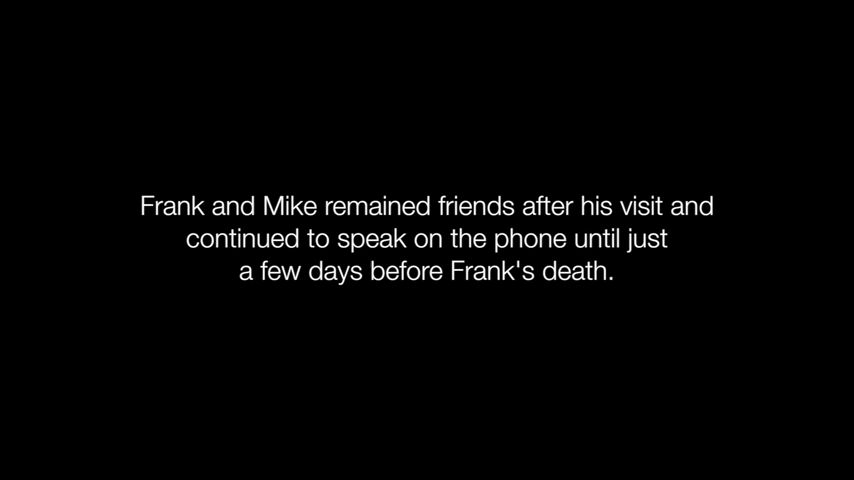 Frank and Mike remained friends after his visit and
continued to speak on the phone until just
a few days before Frank's death.